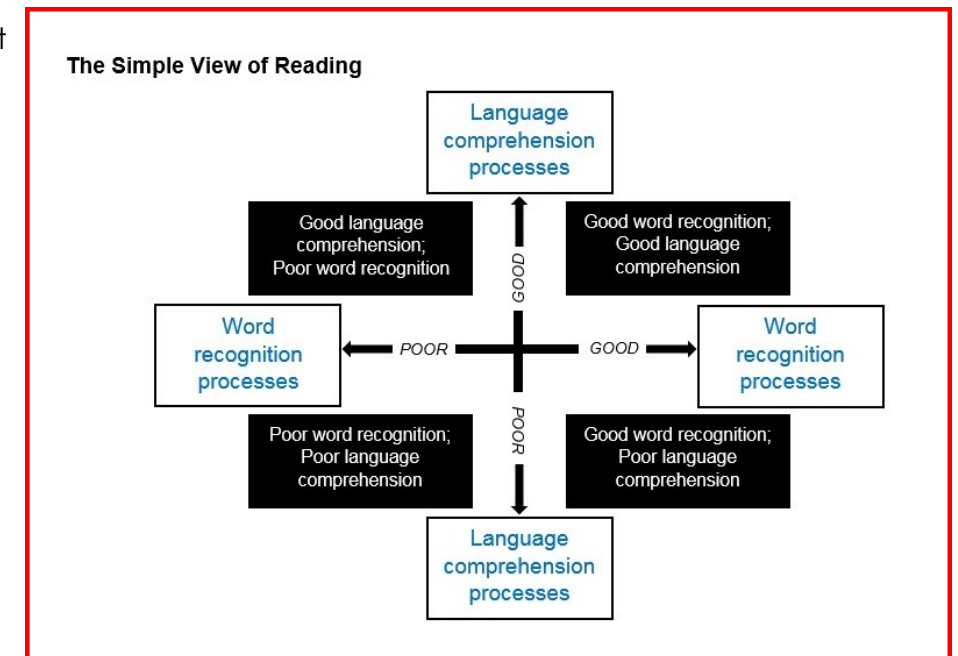 The Simple View of Reading
Language
comprehension
processes
Good language
comprehension;
Poor word recognition
GOOD
Good word recognition;
Good language
comprehension
Word
recognition
processes
POOR
GOOD
Word
recognition
processes
Poor word recognition;
Poor language
comprehension
POOR
Good word recognition;
Poor language
comprehension
Language
comprehension
processes